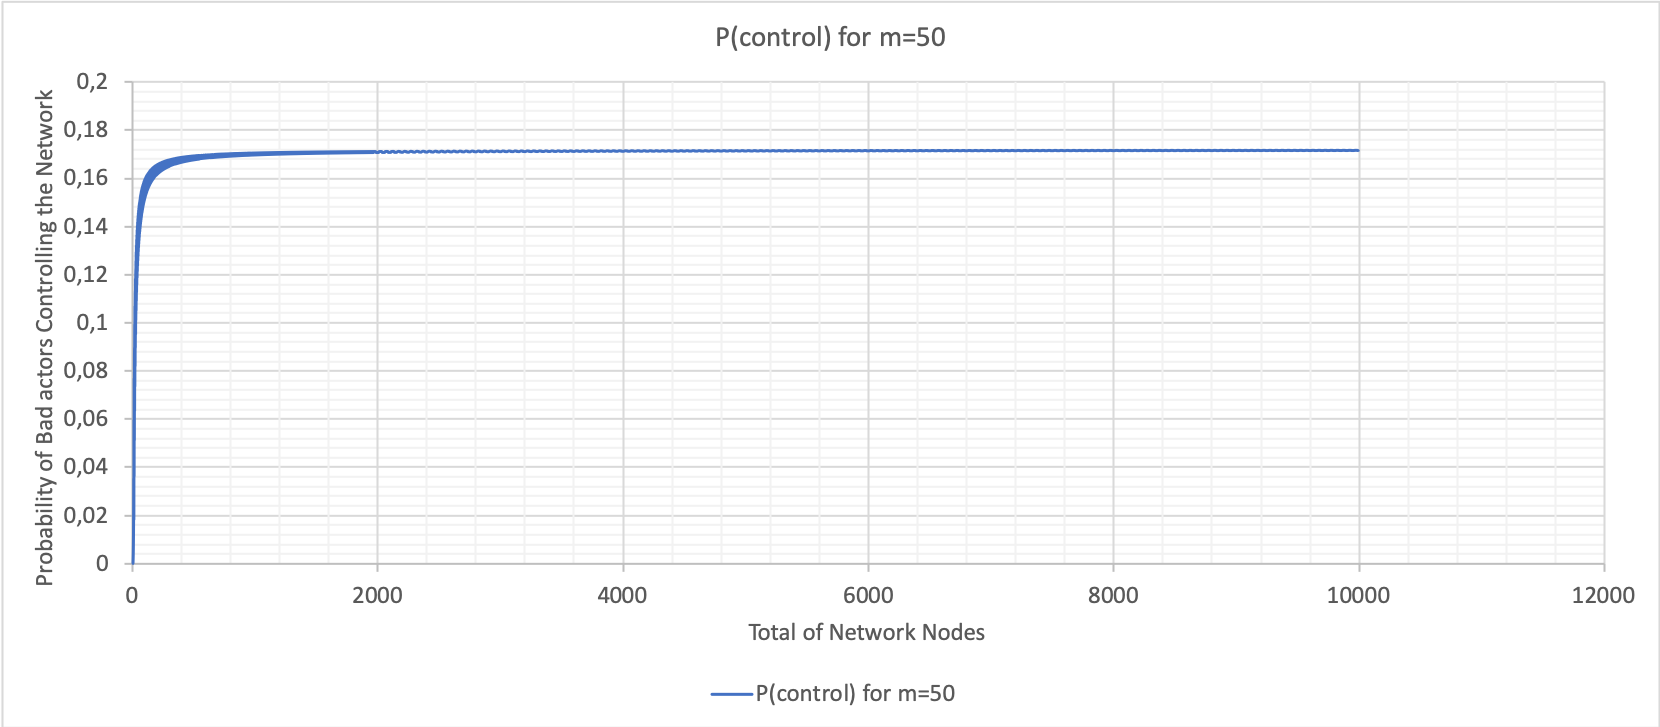 P(control) for m=50
Probability of Bad actors Controlling the Network
0,2
0,18
0,16
0,14
0,12
0,1
0,08
0,06
0,04
0,02
0
0 2000 4000 6000 8000 10000 12000
Total of Network Nodes
P(control) for m=50